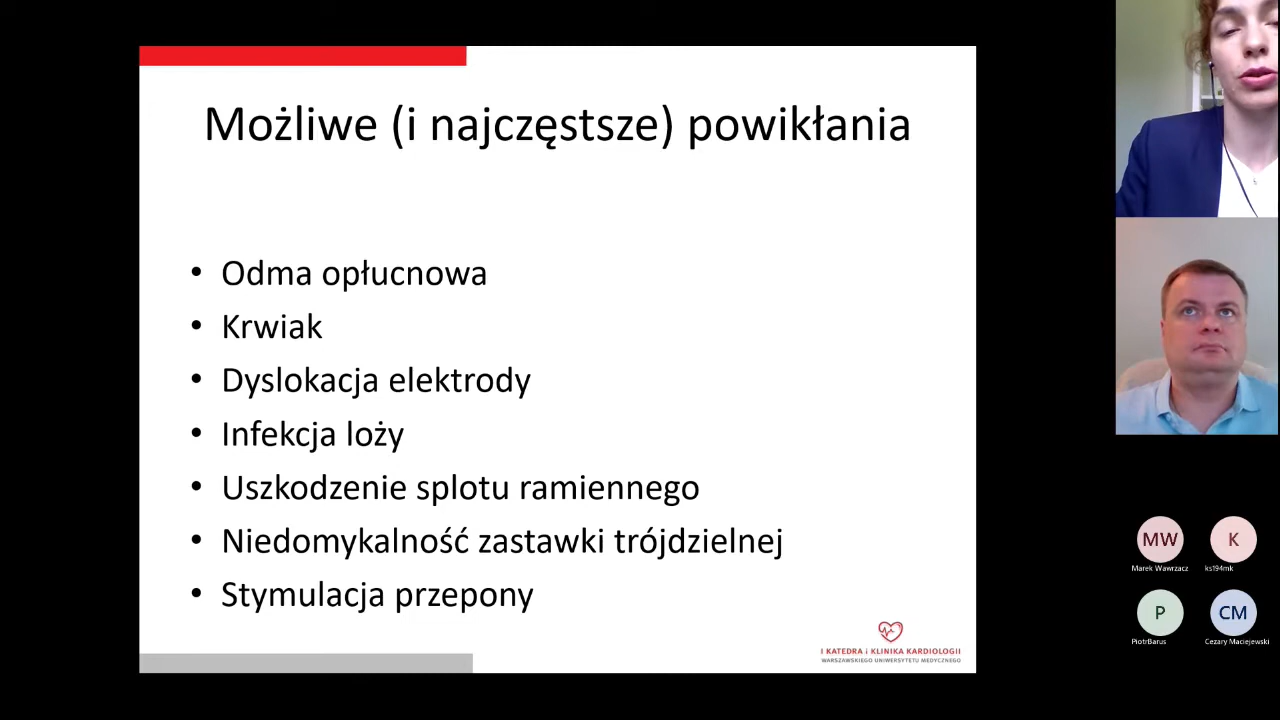 Możliwe (i najczęstsze) powikłania
• Odma opłucnowa
• Krwiak
• Dyslokacja elektrody
• Infekcja loży
• Uszkodzenie splotu ramiennego
• Niedomykalność zastawki trójdzielnej
• Stymulacja przepony
I KATEDRA i KLINIKA KARDIOLOGII
WARSZAWSKIEGO UNIWERSYTETU MEDYCZNEGO
MW
K
Marek Wawrzacz
ks194mk
P
CM
PiotrBarus
Cezary Maciejewski